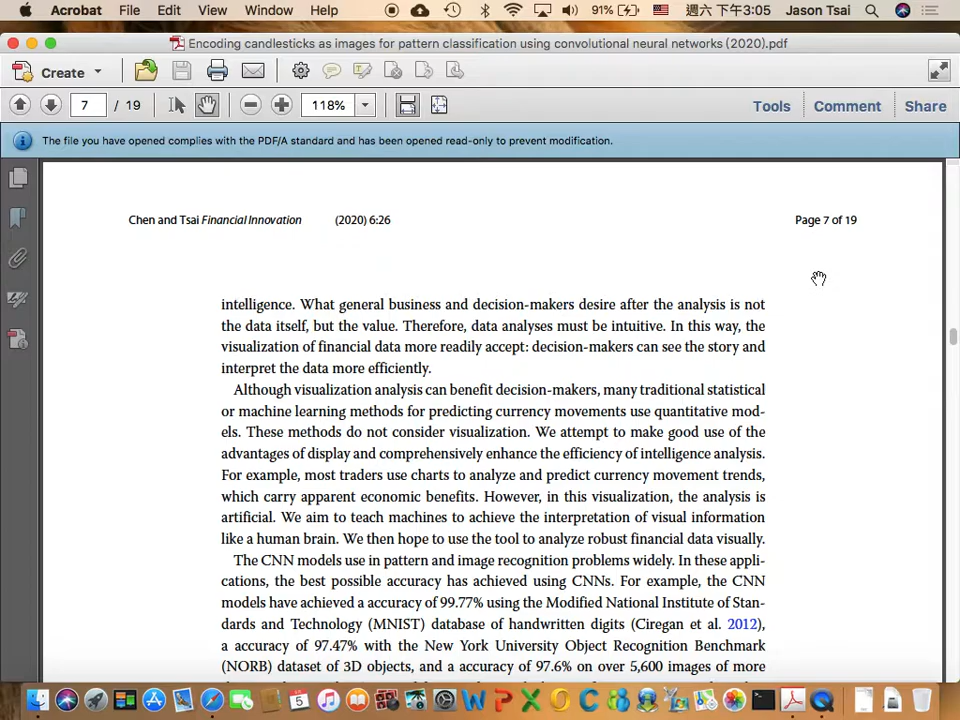 Acrobat File Edit View Window Help 91% 週六 下午3:05 Jason Tsai
Encoding candlesticks as images for pattern classification using convolutional neural networks (2020).pdf
Create
7 / 19 118% Tools Comment Share
The file you have opened complies with the PDF/A standard and has been opened read-only to prevent modification.
Chen and Tsai Financial Innovation (2020) 6:26 Page 7 of 19
intelligence. What general business and decision-makers desire after the analysis is not
the data itself, but the value. Therefore, data analyses must be intuitive. In this way, the
visualization of financial data more readily accept: decision-makers can see the story and
interpret the data more efficiently.
Although visualization analysis can benefit decision-makers, many traditional statistical
or machine learning methods for predicting currency movements use quantitative mod-
els. These methods do not consider visualization. We attempt to make good use of the
advantages of display and comprehensively enhance the efficiency of intelligence analysis.
For example, most traders use charts to analyze and predict currency movement trends,
which carry apparent economic benefits. However, in this visualization, the analysis is
artificial. We aim to teach machines to achieve the interpretation of visual information
like a human brain. We then hope to use the tool to analyze robust financial data visually.
The CNN models use in pattern and image recognition problems widely. In these appli-
cations, the best possible accuracy has achieved using CNNs. For example, the CNN
models have achieved a accuracy of 99.77% using the Modified National Institute of Stan-
dards and Technology (MNIST) database of handwritten digits (Ciregan et al. 2012),
a accuracy of 97.47% with the New York University Object Recognition Benchmark
(NORB) dataset of 3D objects, and a accuracy of 97.6% on over 5,600 images of more
5